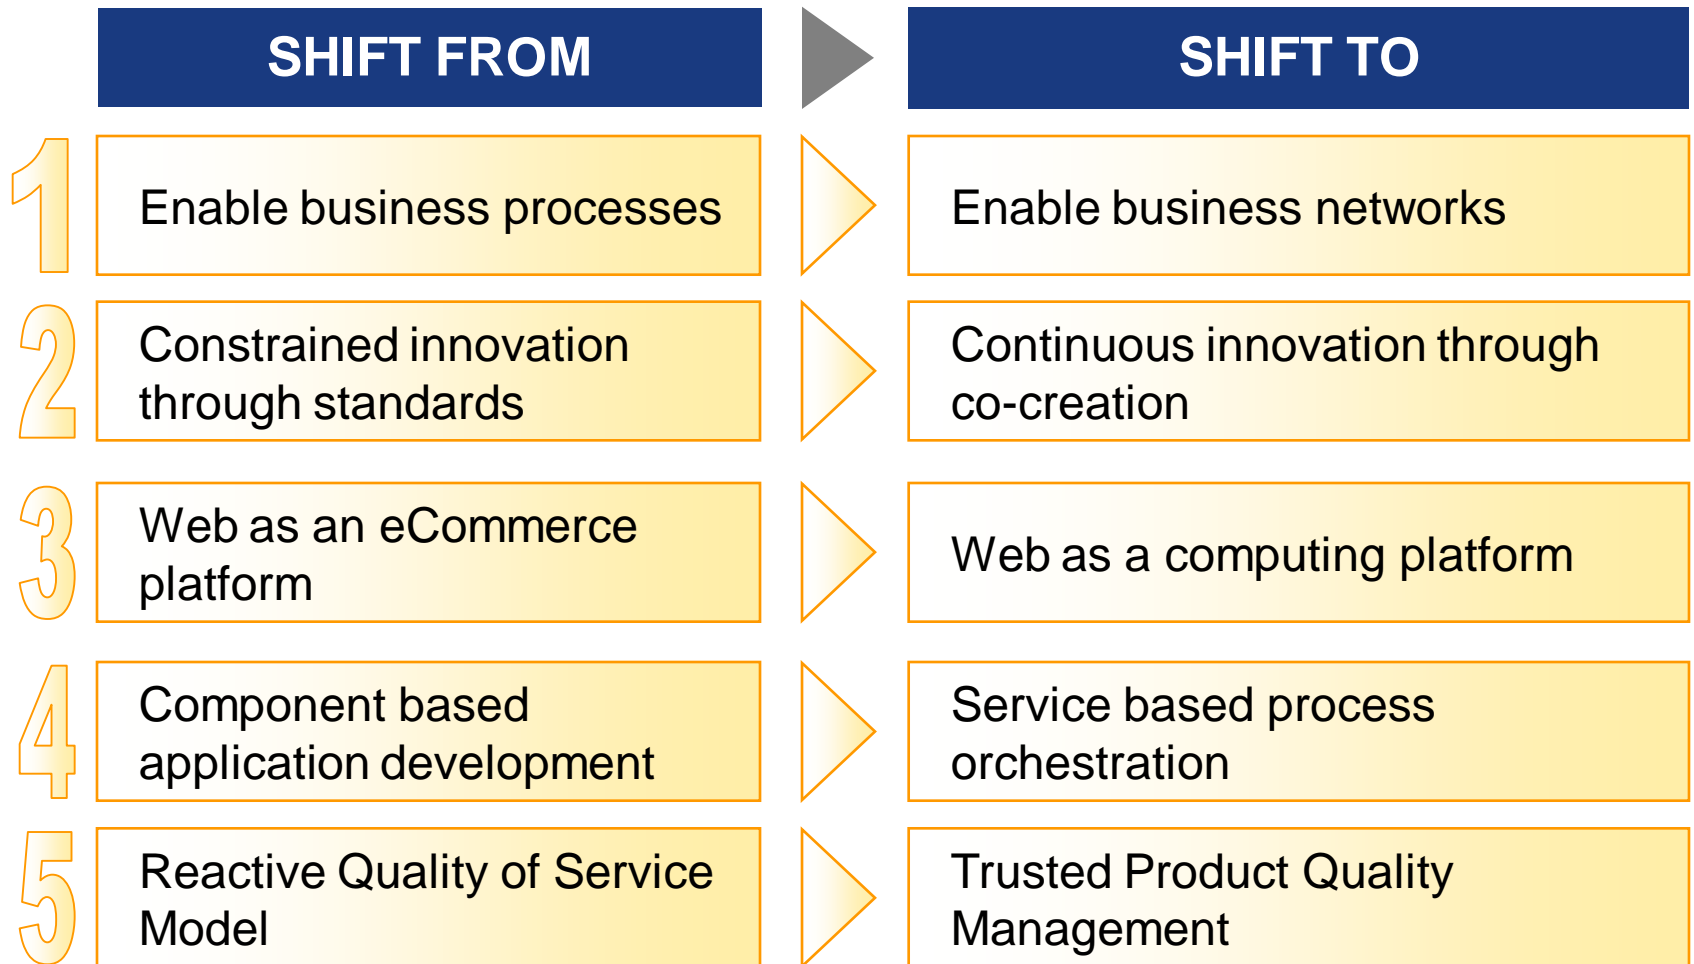 SHIFT FROM
SHIFT TO
1
Enable business processes
Enable business networks
2
Constrained innovation
through standards
Continuous innovation through
co-creation
3
Web as an eCommerce
platform
Web as a computing platform
4
Component based
application development
Service based process
orchestration
5
Reactive Quality of Service
Model
Trusted Product Quality
Management